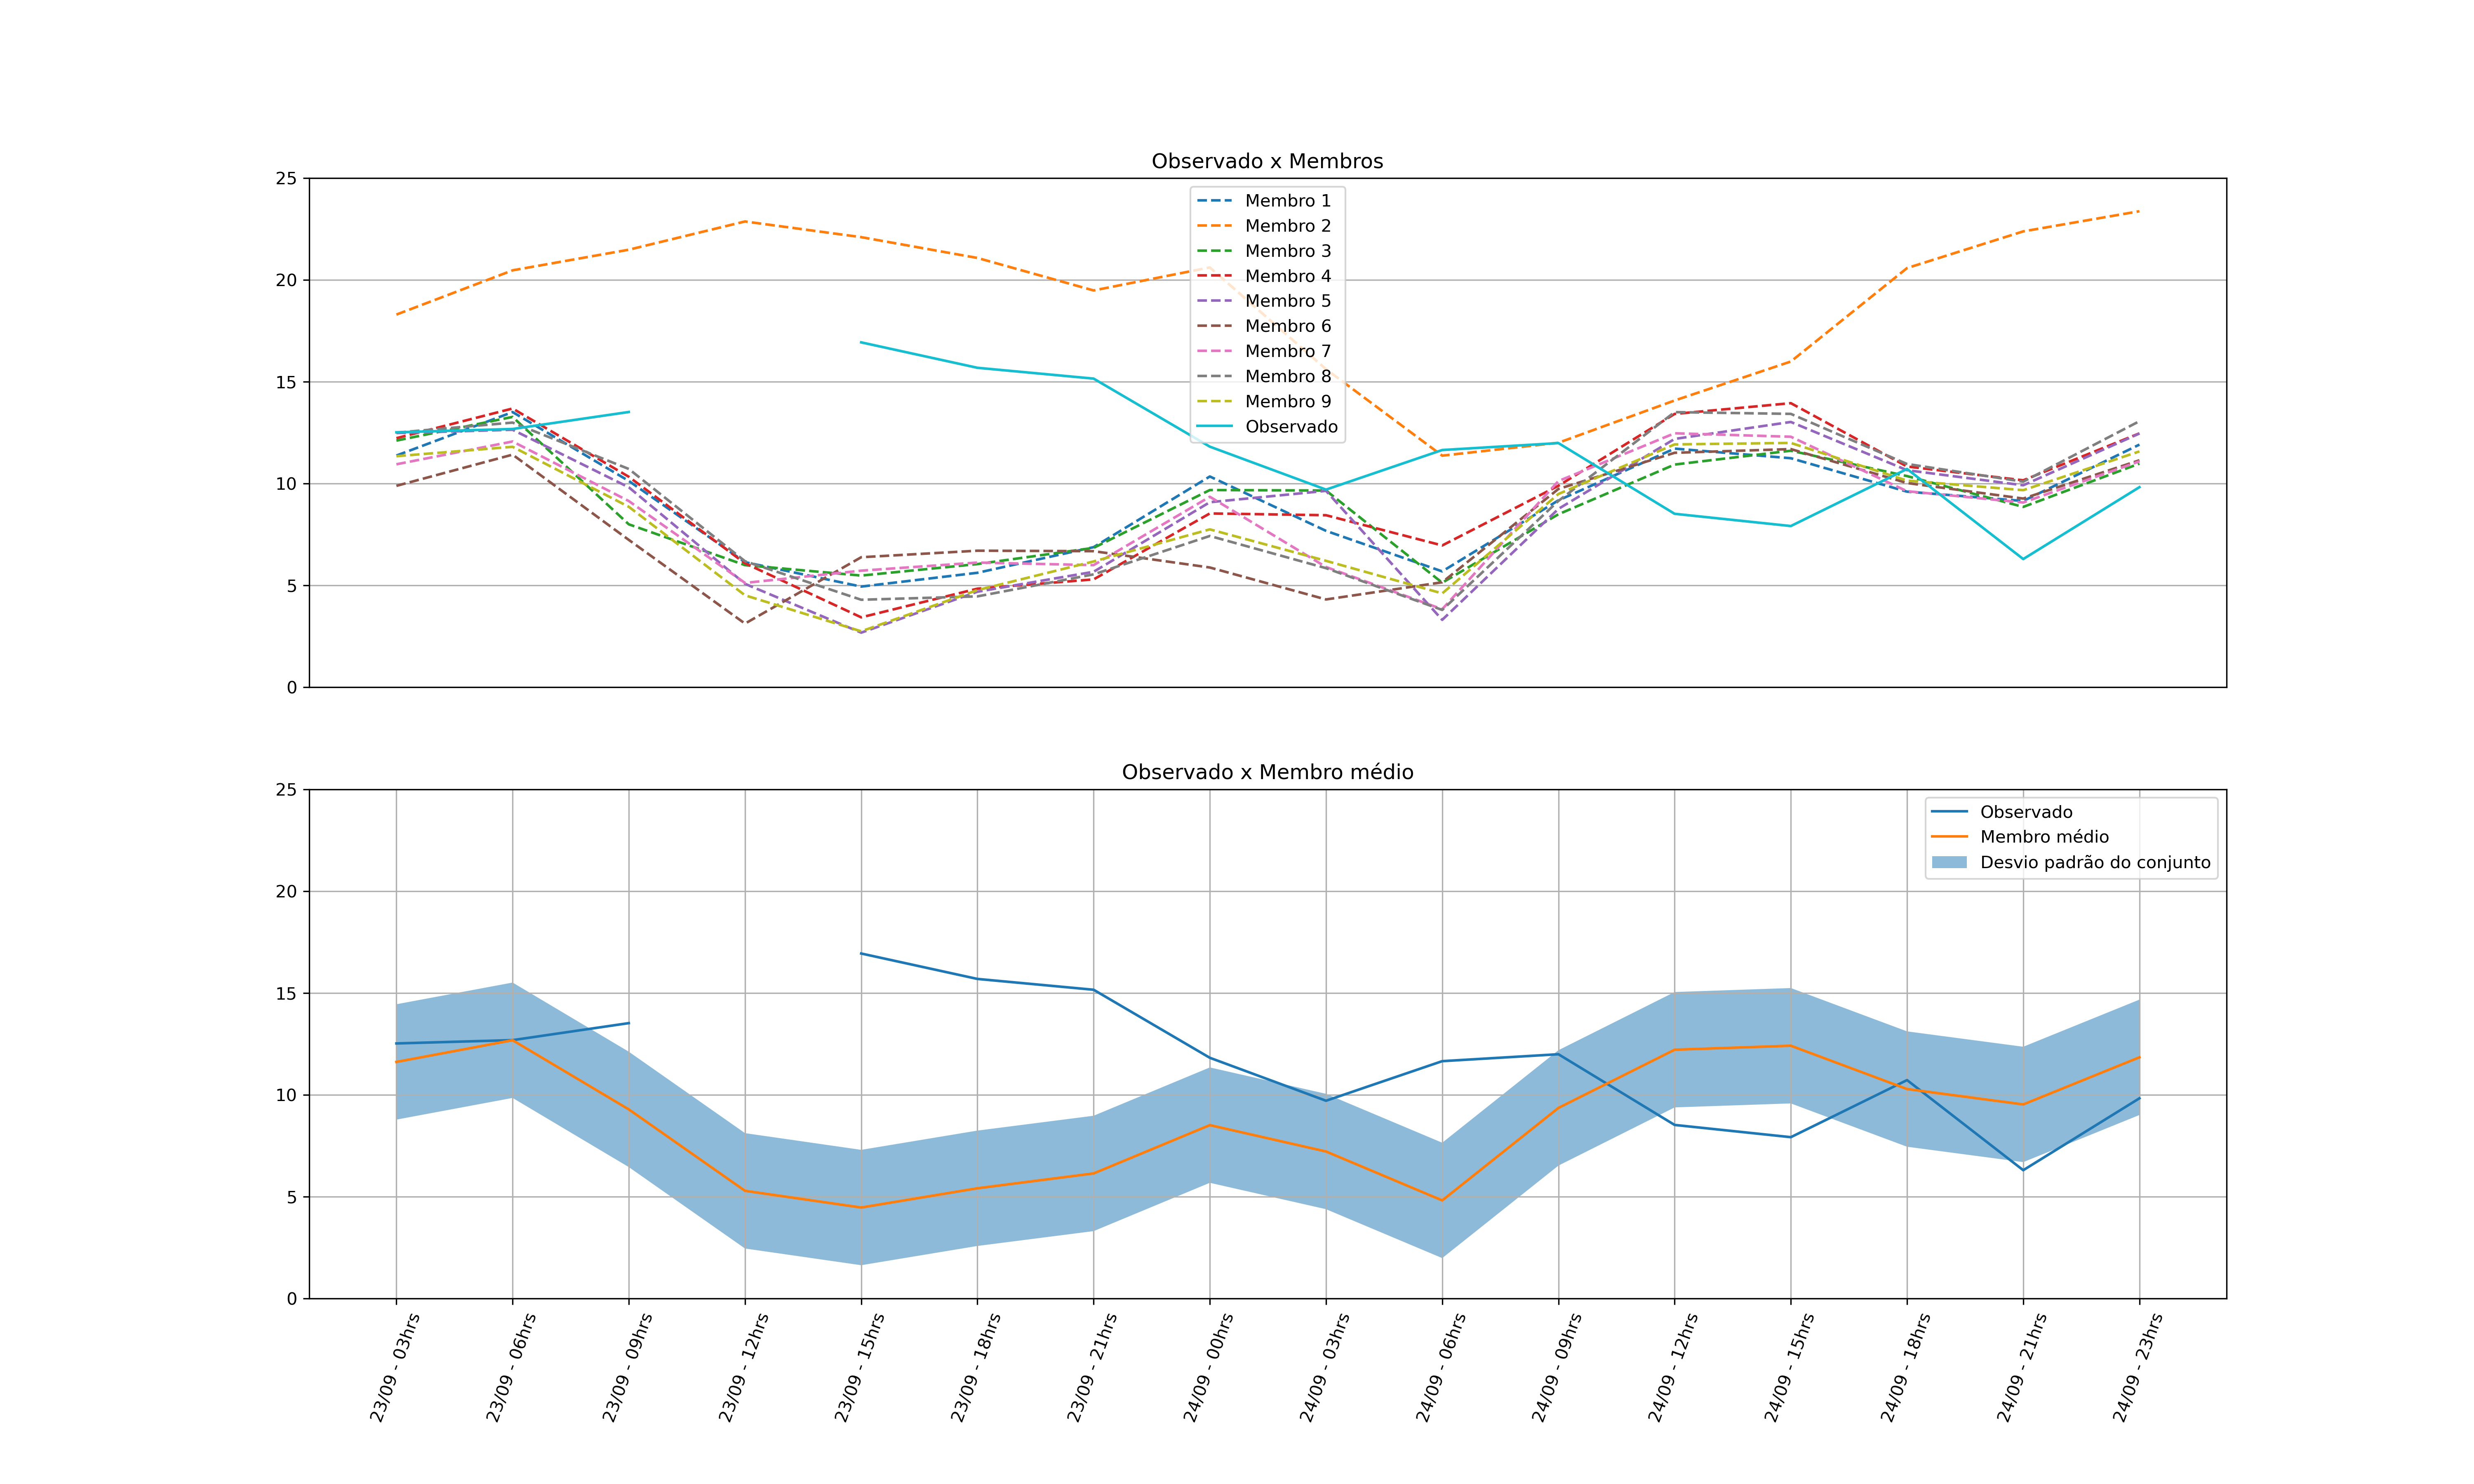 Observado x Membros
25
20
15
10
5
0
Membro 1
Membro 2
Membro 3
Membro 4
Membro 5
Membro 6
Membro 7
Membro 8
Membro 9
Observado
Observado x Membro médio
25
20
15
10
5
0
Observado
Membro médio
Desvio padrão do conjunto
23/09 - 03hrs
23/09 - 06hrs
23/09 - 09hrs
23/09 - 12hrs
23/09 - 15hrs
23/09 - 18hrs
23/09 - 21hrs
24/09 - 00hrs
24/09 - 03hrs
24/09 - 06hrs
24/09 - 09hrs
24/09 - 12hrs
24/09 - 15hrs
24/09 - 18hrs
24/09 - 21hrs
24/09 - 23hrs